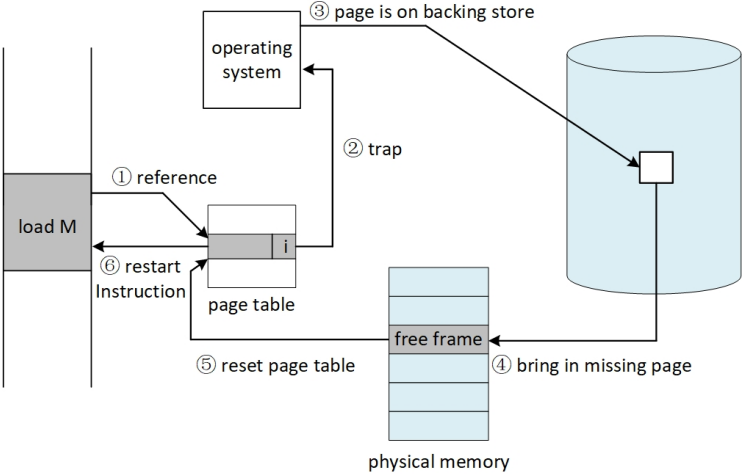 ③ page is on backing store
operating
system
② trap
① reference
load M
i
⑥ restart
Instruction
page table
free frame
⑤ reset page table
④ bring in missing page
physical memory